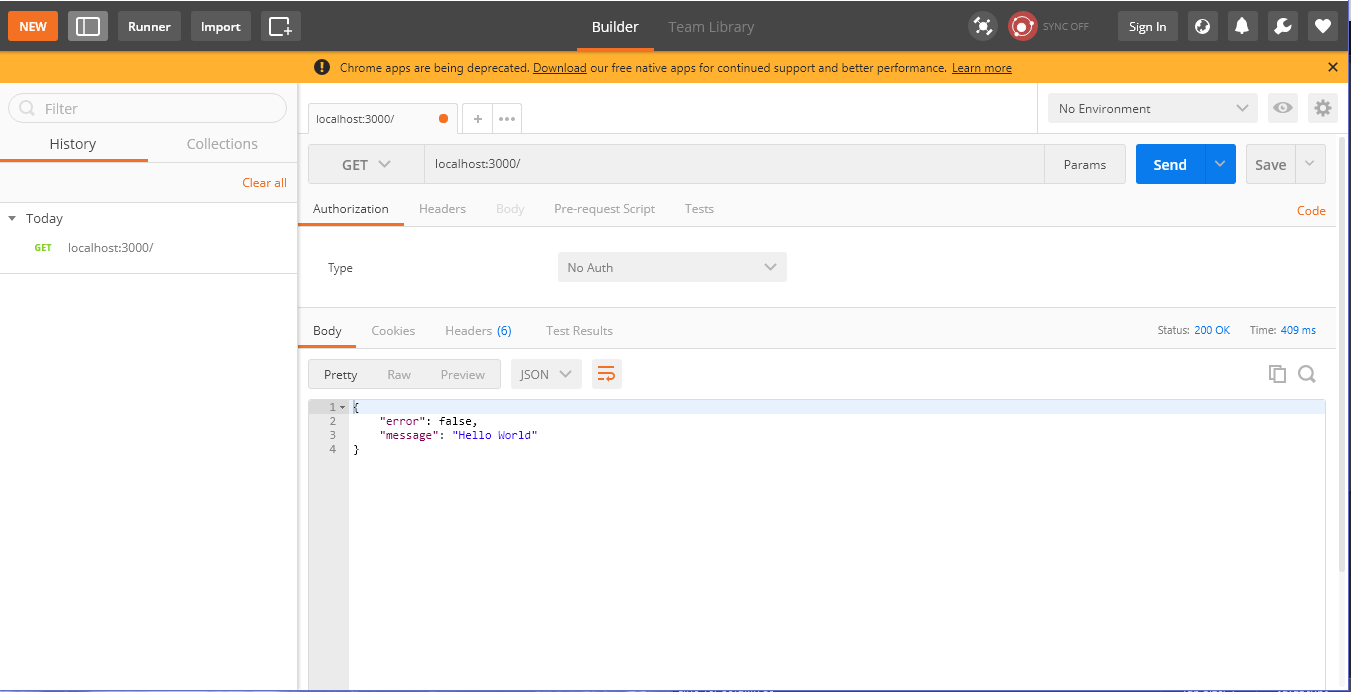 NEW Runner Import Builder Team Library SYNC OFF Sign In
Chrome apps are being deprecated. Download our free native apps for continued support and better performance. Learn more
Filter
History Collections
Clear all
Today
GET localhost:3000/
localhost:3000/ No Environment
GET localhost:3000/ Params Send Save
Authorization Headers Body Pre-request Script Tests Code
Type No Auth
Body Cookies Headers (6) Test Results Status: 200 OK Time: 409 ms
Pretty Raw Preview JSON
1 {
2 "error": false,
3 "message": "Hello World"
4 }